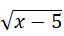 √(x − 5)